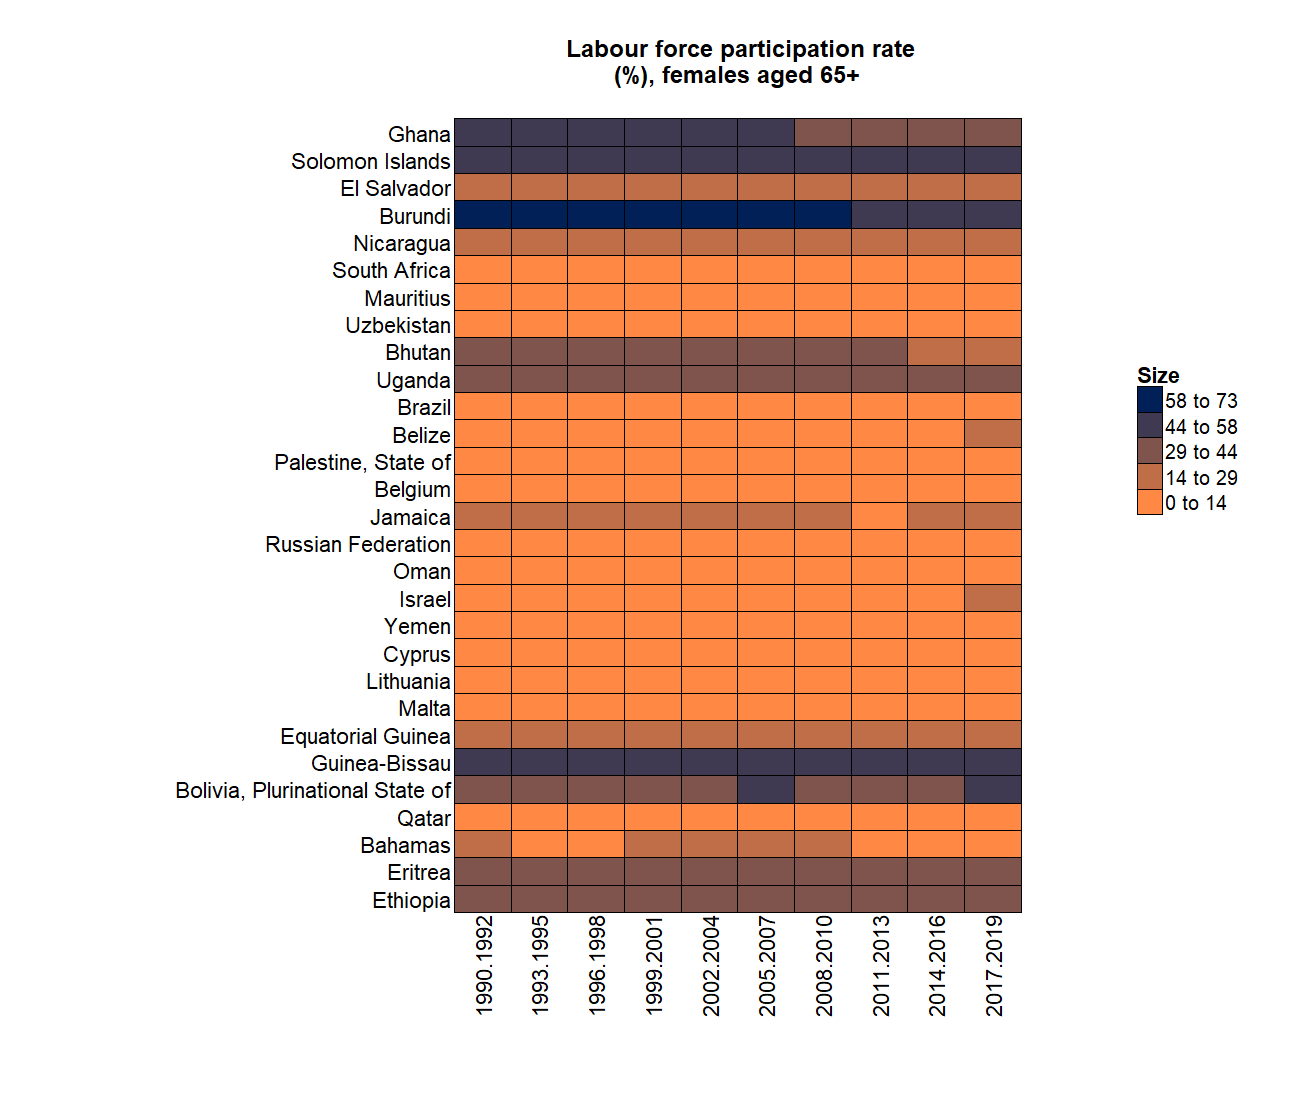 Labour force participation rate
(%), females aged 65+
Ghana
Solomon Islands
El Salvador
Burundi
Nicaragua
South Africa
Mauritius
Uzbekistan
Bhutan
Uganda
Brazil
Belize
Palestine, State of
Belgium
Jamaica
Russian Federation
Oman
Israel
Yemen
Cyprus
Lithuania
Malta
Equatorial Guinea
Guinea-Bissau
Bolivia, Plurinational State of
Qatar
Bahamas
Eritrea
Ethiopia
1990.1992
1993.1995
1996.1998
1999.2001
2002.2004
2005.2007
2008.2010
2011.2013
2014.2016
2017.2019
Size
58 to 73
44 to 58
29 to 44
14 to 29
0 to 14